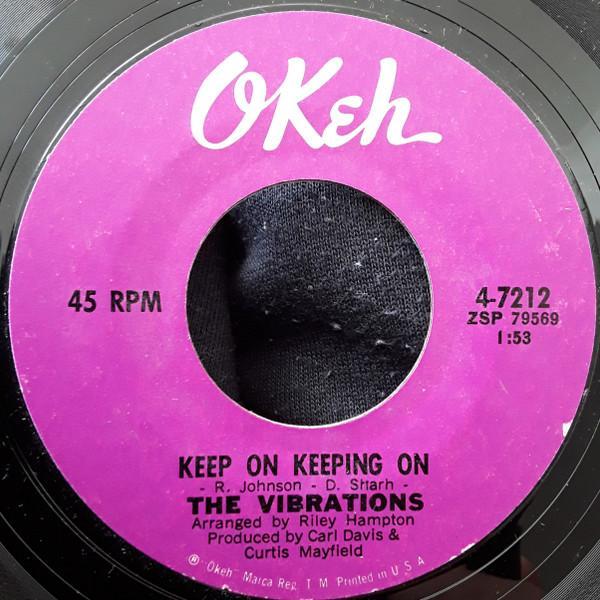 OKeh
45 RPM
4-7212
ZSP 79569
1:53
KEEP ON KEEPING ON
- R. Johnson - D. Sharh -
THE VIBRATIONS
Arranged by Riley Hampton
Produced by Carl Davis &
Curtis Mayfield
® "Okeh" Marca Reg. T M Printed in U S A